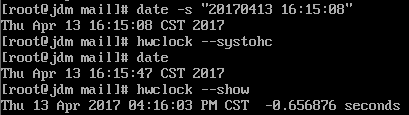 [root@jdm mail]# date -s "20170413 16:15:08"
Thu Apr 13 16:15:08 CST 2017
[root@jdm mail]# hwclock --systohc
[root@jdm mail]# date
Thu Apr 13 16:15:47 CST 2017
[root@jdm mail]# hwclock --show
Thu 13 Apr 2017 04:16:03 PM CST  -0.656876 seconds